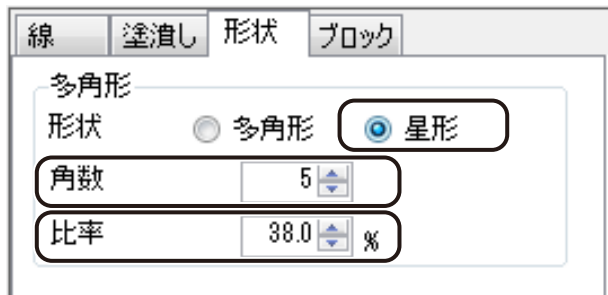 線 塗潰し 形状 ブロック
多角形
形状 多角形 星形
角数 5
比率 38.0 %